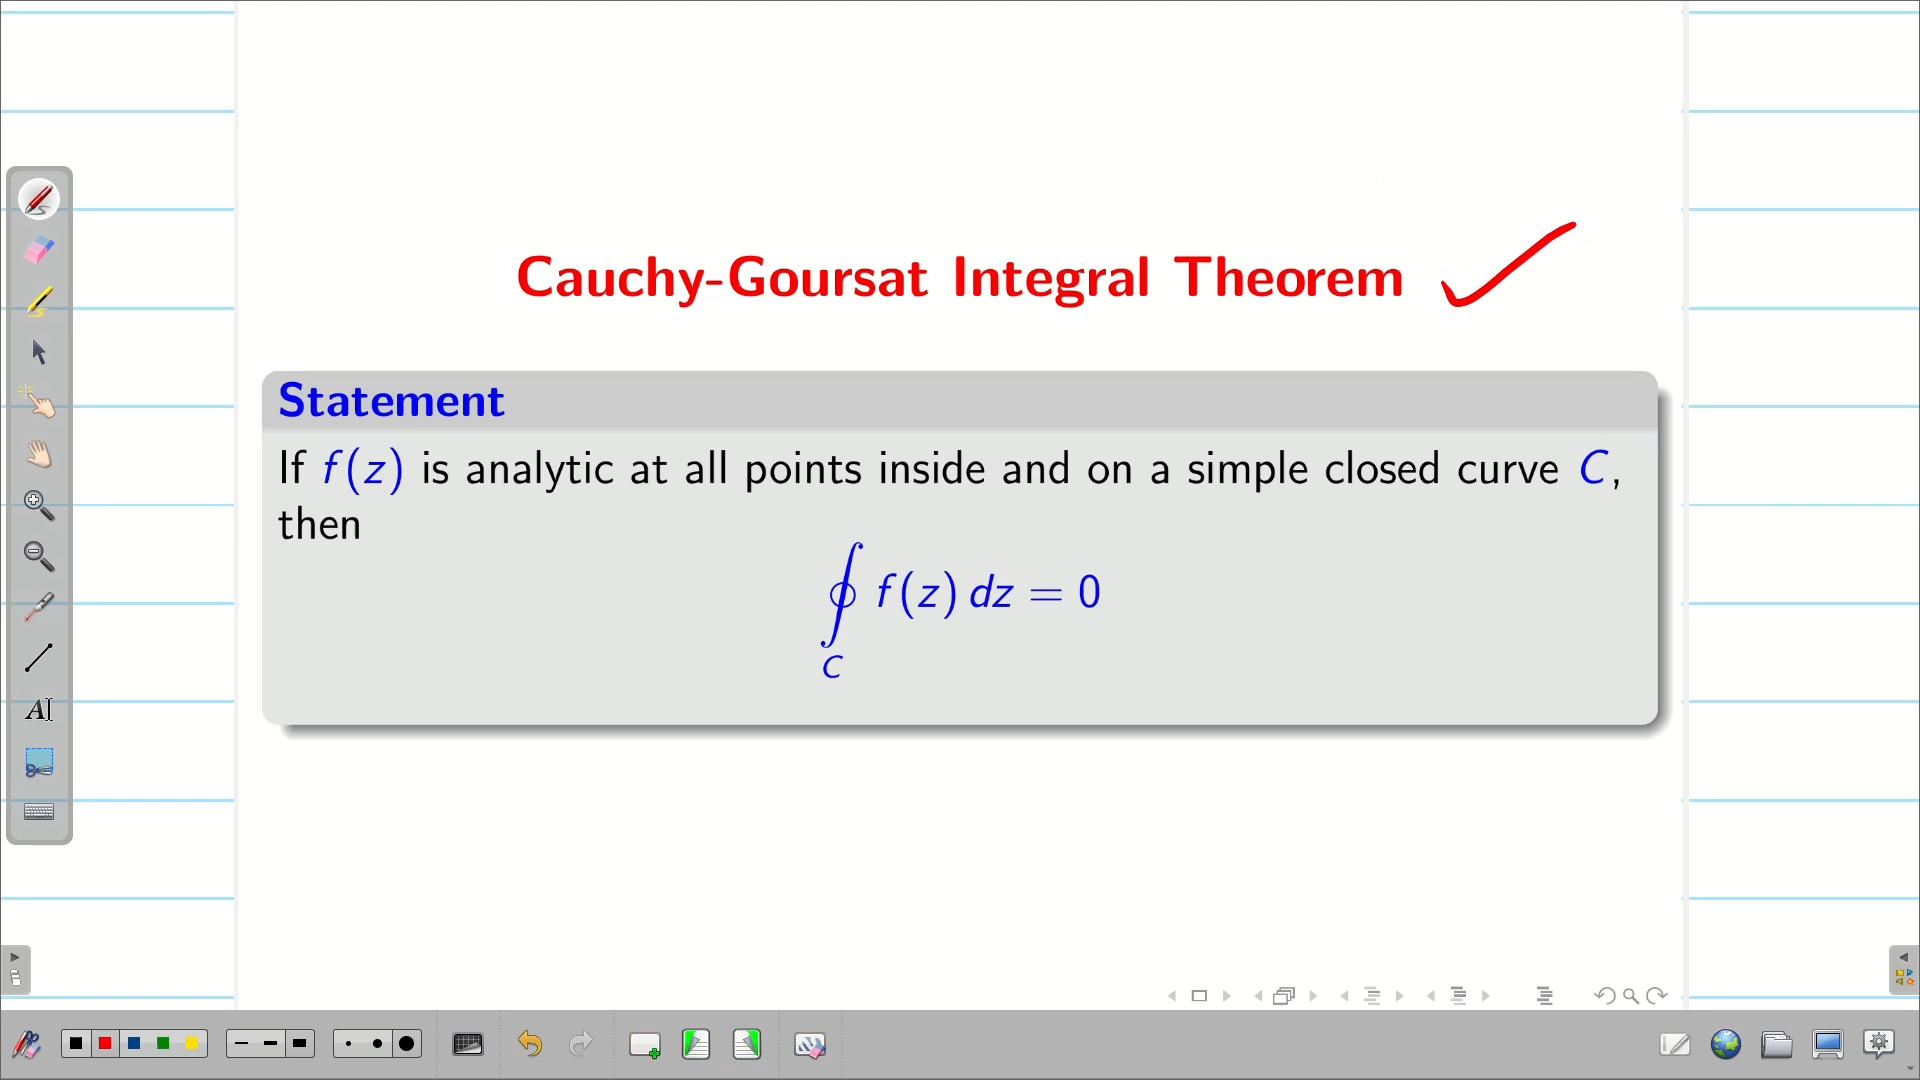 Cauchy-Goursat Integral Theorem
Statement
If f(z) is analytic at all points inside and on a simple closed curve C,
then
∮_C f(z) dz = 0